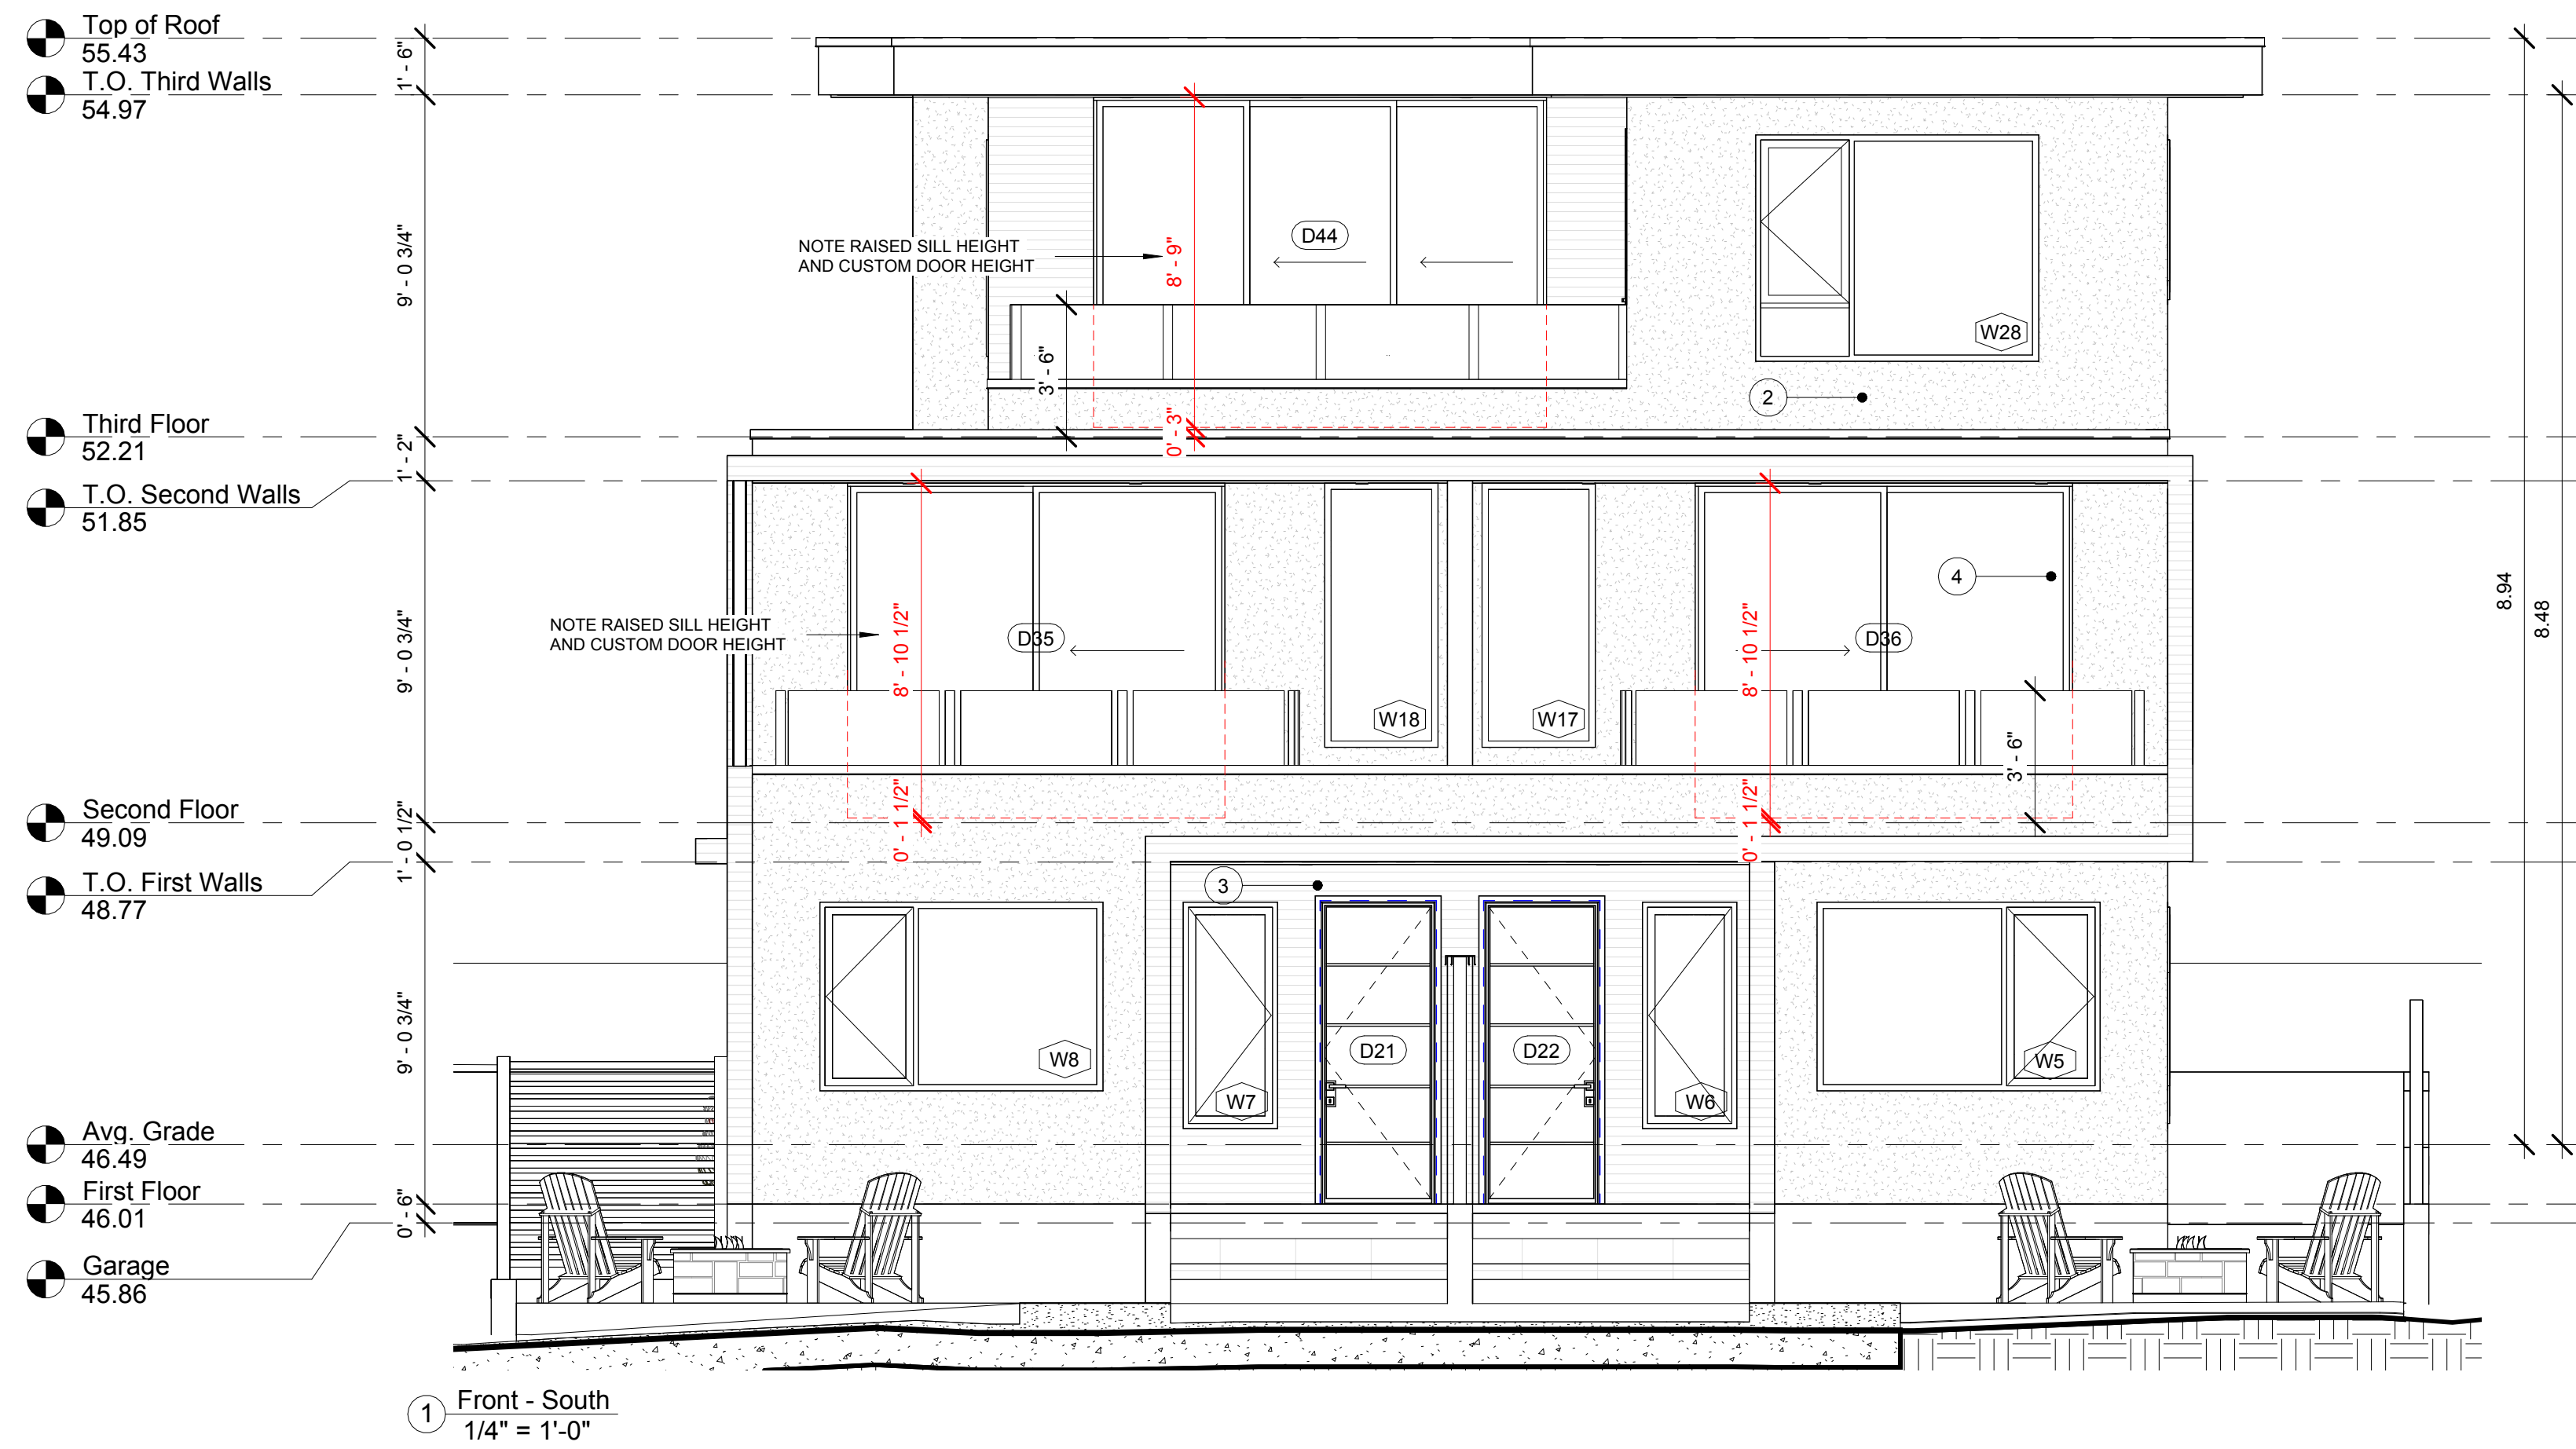 Top of Roof
55.43
T.O. Third Walls
54.97
1' - 6"
9' - 0 3/4"
NOTE RAISED SILL HEIGHT
AND CUSTOM DOOR HEIGHT
8' - 9"
D44
W28
3' - 6"
2
0' - 3"
Third Floor
52.21
1' - 2"
T.O. Second Walls
51.85
9' - 0 3/4"
NOTE RAISED SILL HEIGHT
AND CUSTOM DOOR HEIGHT
8' - 10 1/2"
D35
W18
W17
8' - 10 1/2"
D36
4
3' - 6"
8.94
8.48
0' - 1 1/2"
0' - 1 1/2"
Second Floor
49.09
1' - 0 1/2"
T.O. First Walls
48.77
3
9' - 0 3/4"
W8
W7
D21
D22
W6
W5
Avg. Grade
46.49
First Floor
46.01
0' - 6"
Garage
45.86
1
Front - South
1/4" = 1'-0"